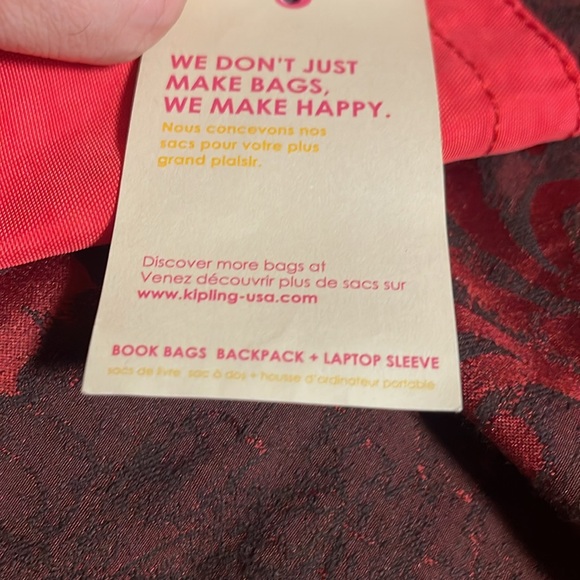 WE DON'T JUST
MAKE BAGS,
WE MAKE HAPPY.
Nous concevons nos
sacs pour votre plus
grand plaisir.
Discover more bags at
Venez découvrir plus de sacs sur
www.kipling-usa.com
BOOK BAGS BACKPACK + LAPTOP SLEEVE
sacs de livre sac à dos + housse d'ordinateur portable